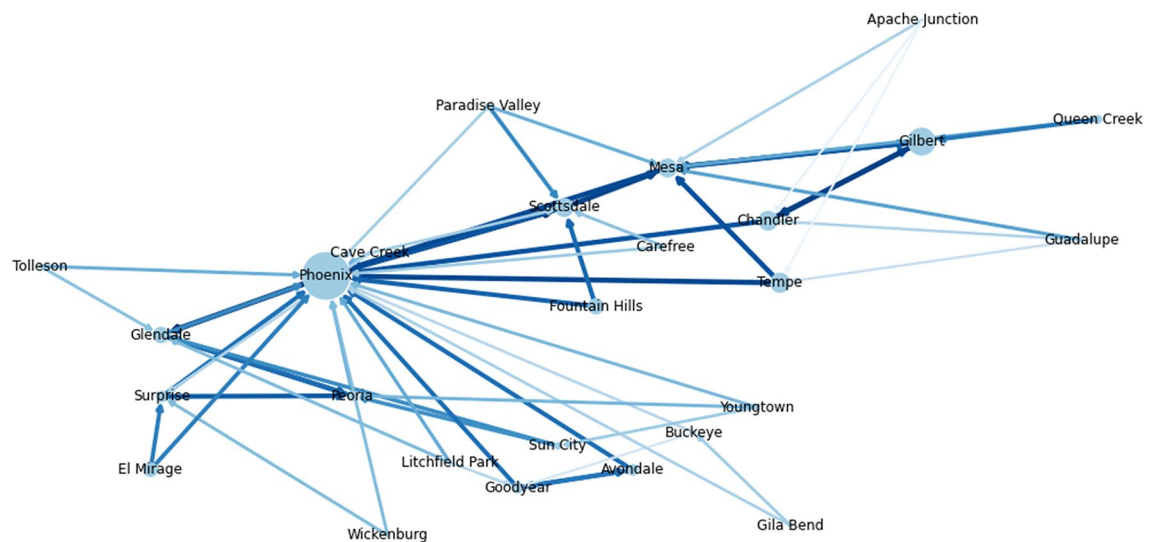 Apache Junction
Paradise Valley
Queen Creek
Gilbert
Mesa
Scottsdale
Chandler
Guadalupe
Carefree
Cave Creek
Tolleson
Phoenix
Tempe
Fountain Hills
Glendale
Surprise
Peoria
Youngtown
Buckeye
Sun City
Litchfield Park
El Mirage
Avondale
Goodyear
Gila Bend
Wickenburg